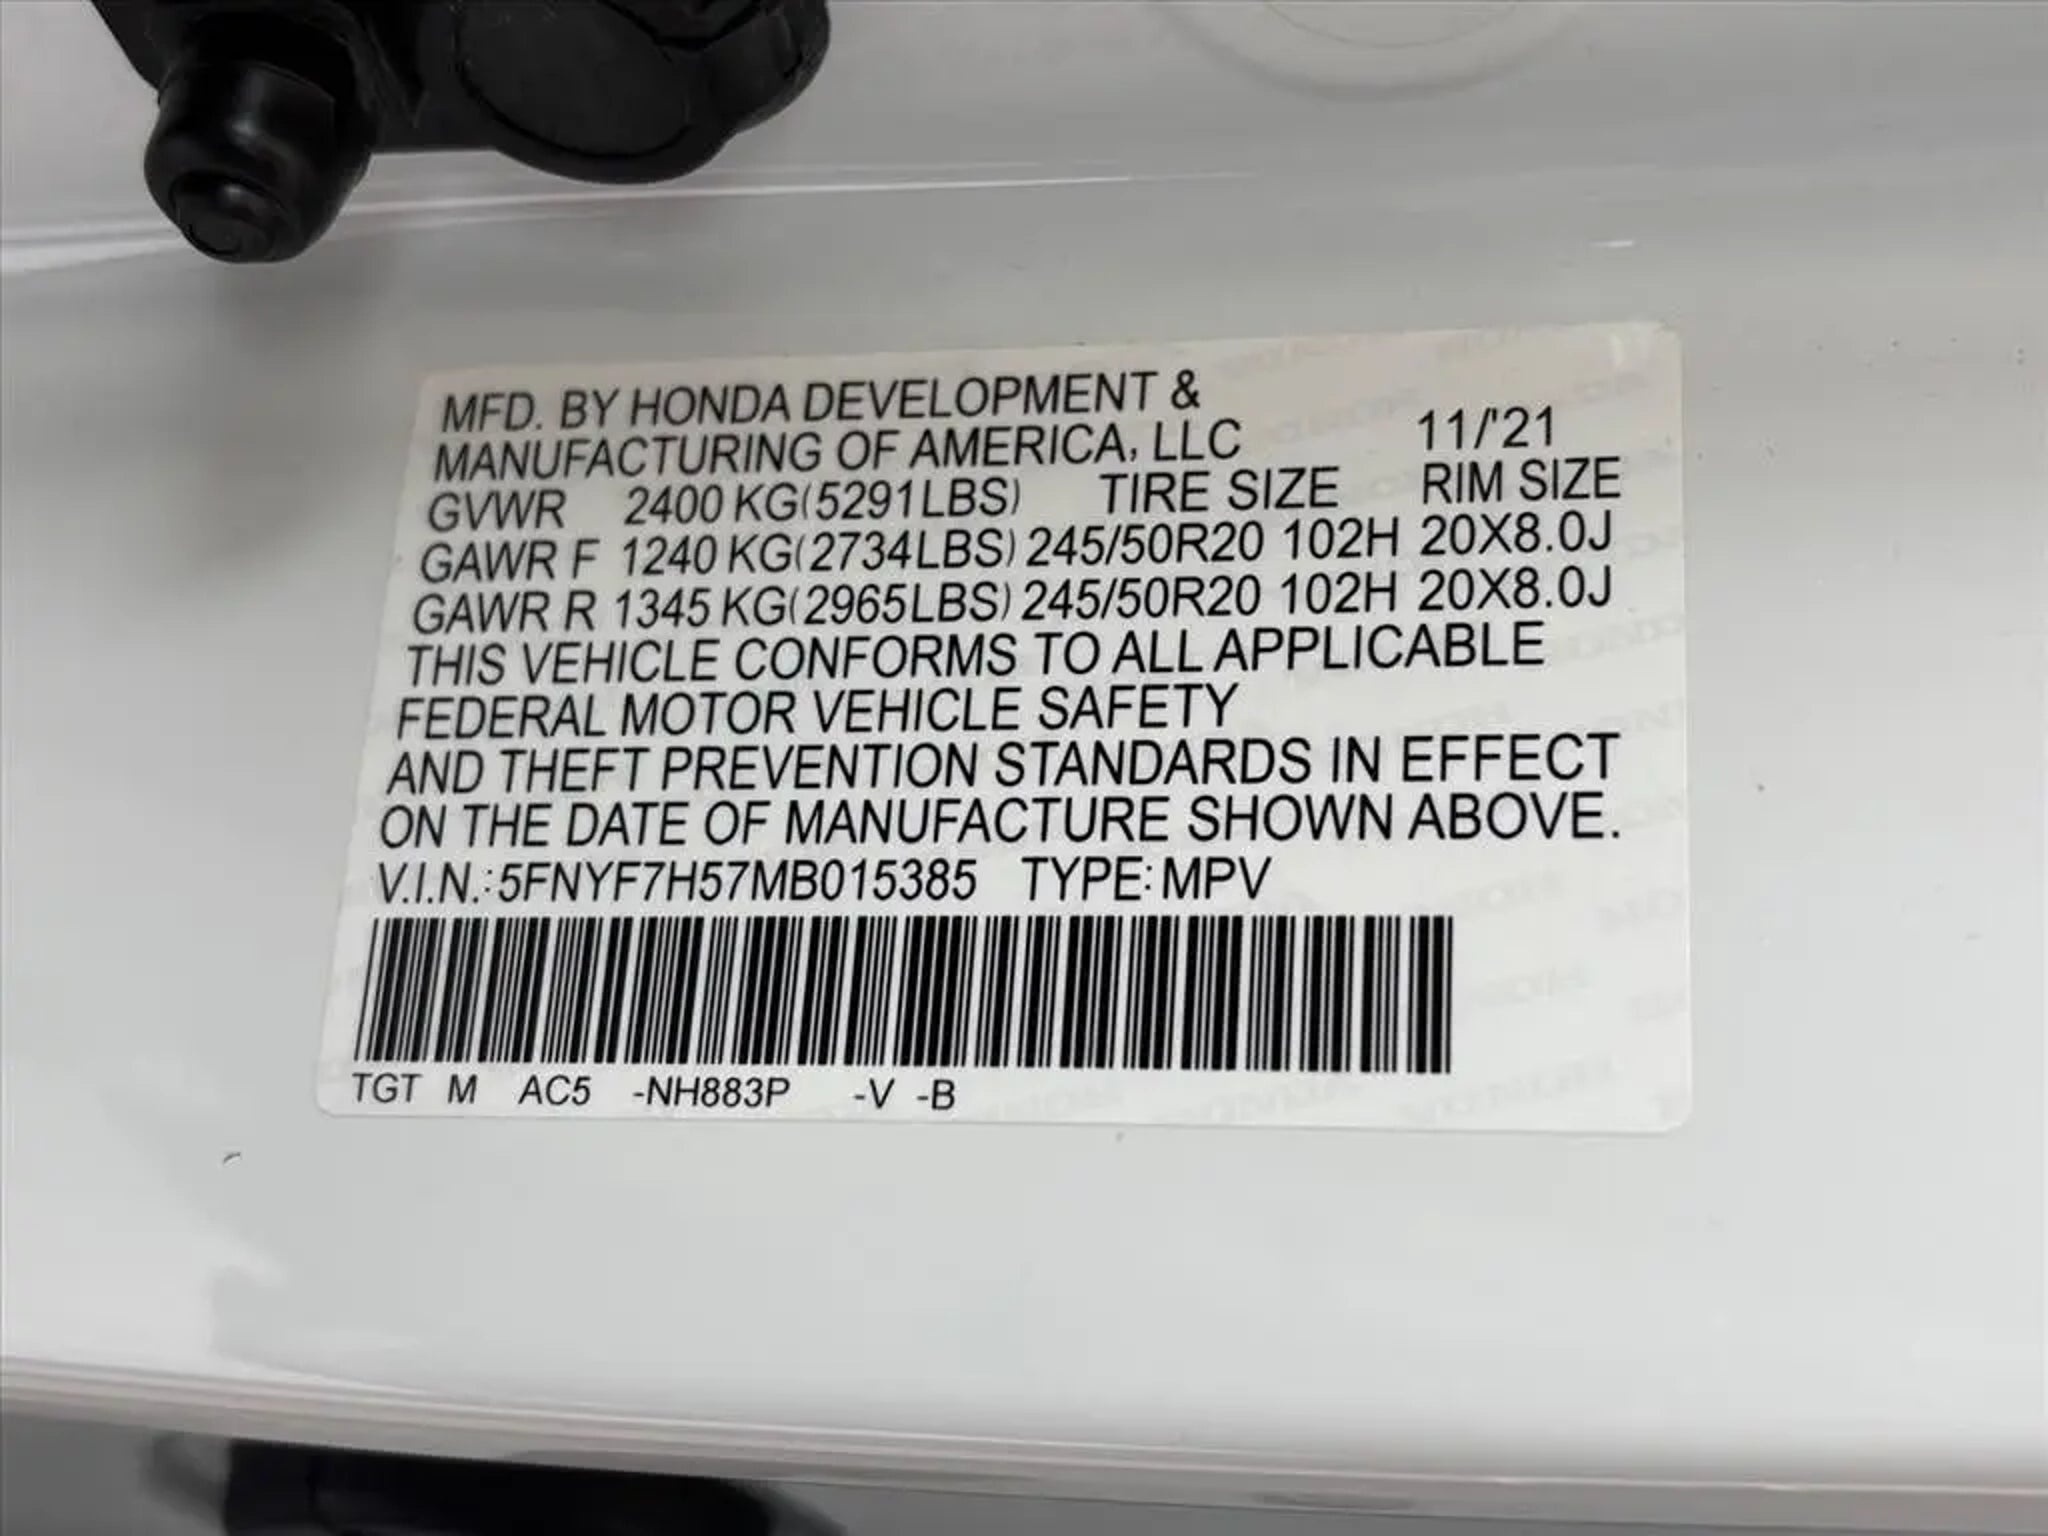 MFD. BY HONDA DEVELOPMENT &
MANUFACTURING OF AMERICA, LLC 11/'21
GVWR 2400 KG(5291LBS) TIRE SIZE RIM SIZE
GAWR F 1240 KG(2734LBS) 245/50R20 102H 20X8.0J
GAWR R 1345 KG(2965LBS) 245/50R20 102H 20X8.0J
THIS VEHICLE CONFORMS TO ALL APPLICABLE
FEDERAL MOTOR VEHICLE SAFETY
AND THEFT PREVENTION STANDARDS IN EFFECT
ON THE DATE OF MANUFACTURE SHOWN ABOVE.
V.I.N.: 5FNYF7H57MB015385 TYPE: MPV
TGT M AC5 -NH883P -V -B